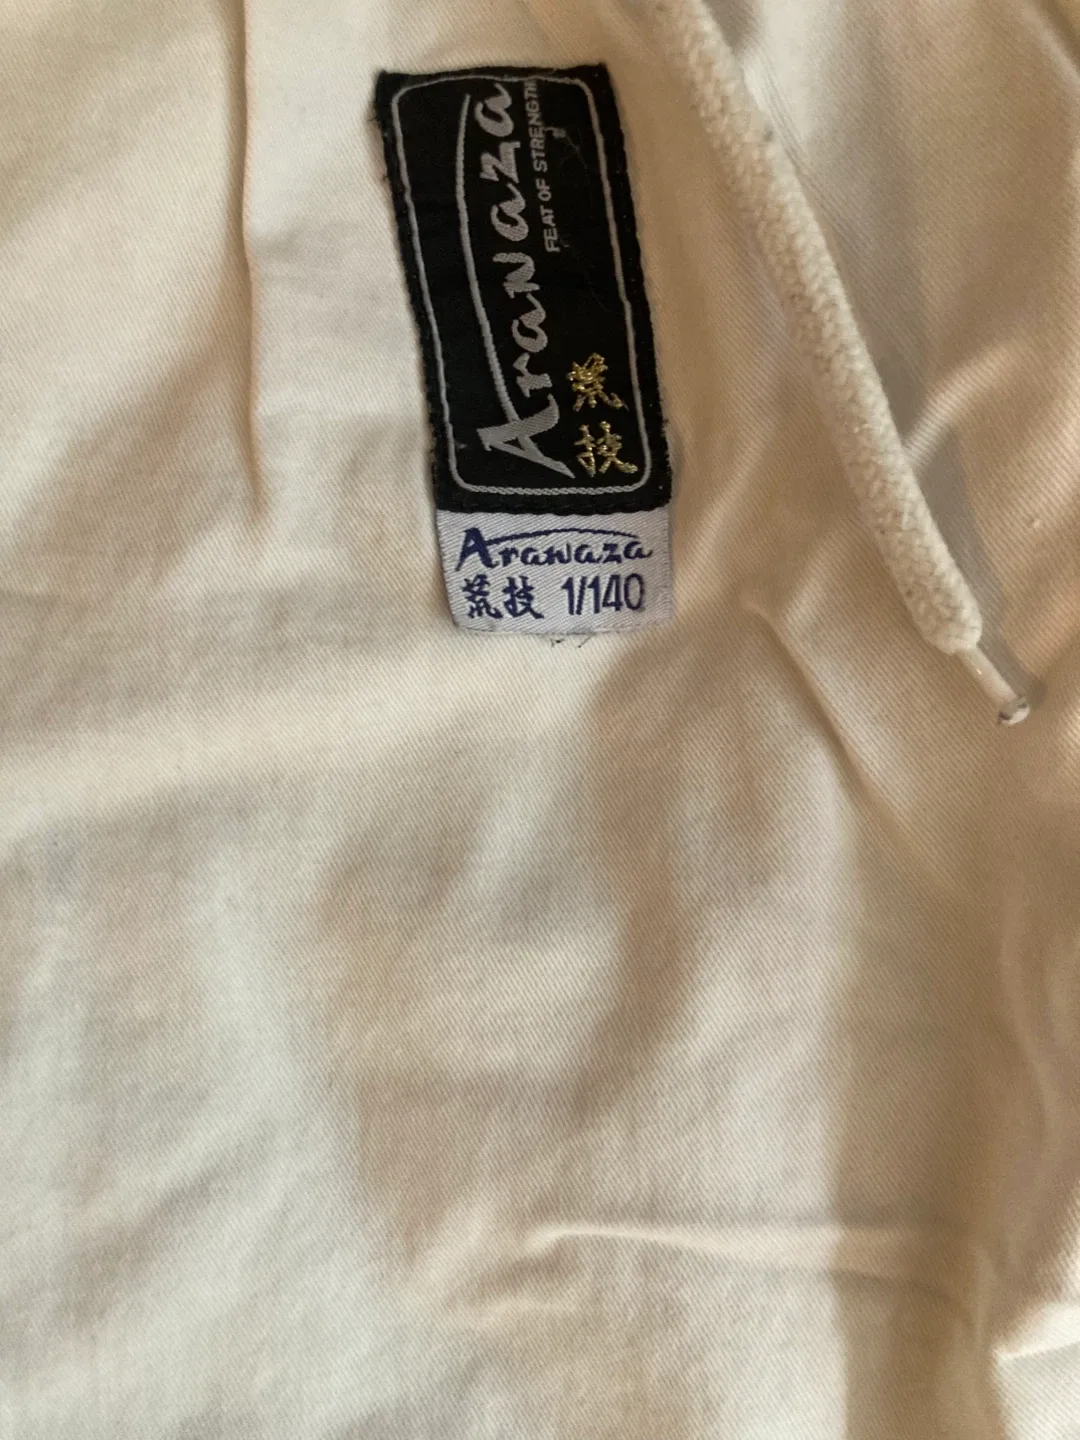 Arawaza
FEAT OF STRENGTH
荒技
Arawaza
荒技 1/140